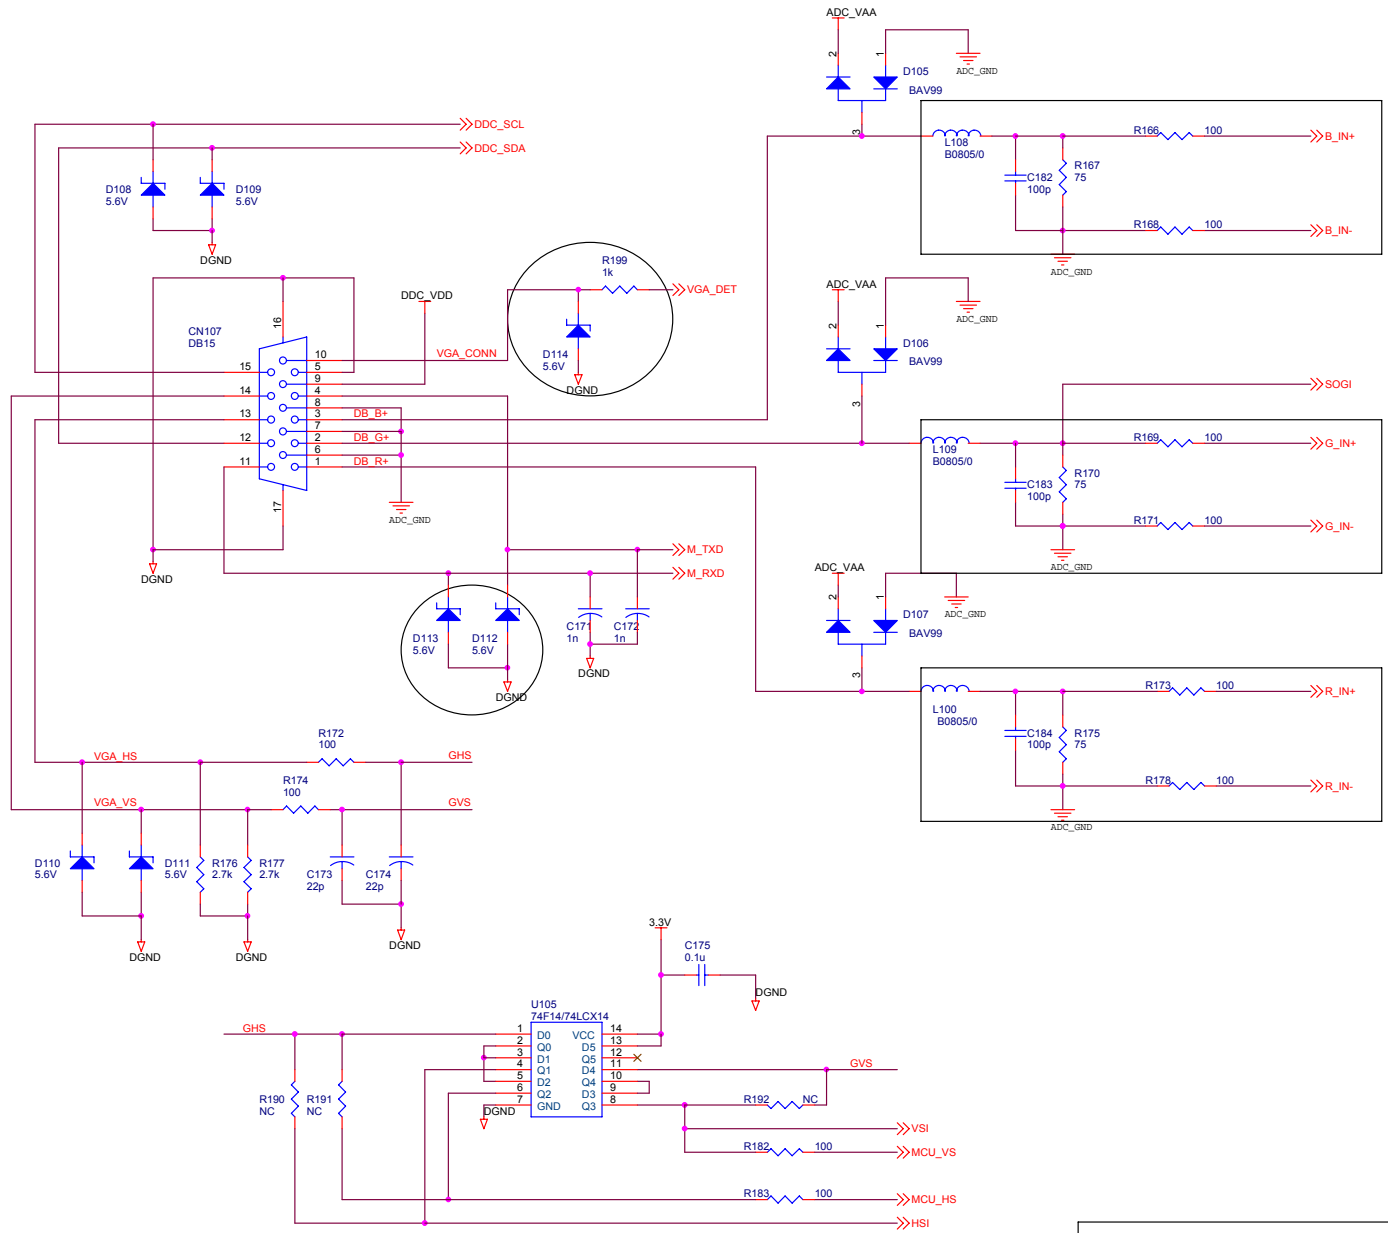 ADC_VAA
2
1
ADC_GND
D105
BAV99
3
L108
B0805/0
R166
100
B_IN+
C182
100p
R167
75
R168
100
B_IN-
ADC_GND
DDC_SCL
DDC_SDA
D108
5.6V
D109
5.6V
DGND
R199
1k
VGA_DET
D114
5.6V
DGND
DDC_VDD
VGA_CONN
CN107
DB15
16
10
5
9
4
8
3
7
2
6
1
15
14
13
12
11
17
DB_B+
DB_G+
DB_R+
ADC_GND
DGND
ADC_VAA
2
1
ADC_GND
D106
BAV99
3
SOGI
L109
B0805/0
R169
100
G_IN+
C183
100p
R170
75
R171
100
G_IN-
ADC_GND
M_TXD
M_RXD
D113
5.6V
D112
5.6V
DGND
C171
1n
C172
1n
DGND
ADC_VAA
2
1
ADC_GND
D107
BAV99
3
L100
B0805/0
R173
100
R_IN+
C184
100p
R175
75
R178
100
R_IN-
ADC_GND
VGA_HS
R172
100
GHS
VGA_VS
R174
100
GVS
D110
5.6V
D111
5.6V
R176
2.7k
R177
2.7k
C173
22p
C174
22p
DGND
DGND
DGND
3.3V
C175
0.1u
DGND
U105
74F14/74LCX14
GHS
1 D0 VCC 14
2 Q0 D5 13
3 D1 Q5 12
4 Q1 D4 11
5 D2 Q4 10
6 Q2 D3 9
7 GND Q3 8
DGND
GVS
R190
NC
R191
NC
R192
NC
VSI
R182
100
MCU_VS
R183
100
MCU_HS
HSI